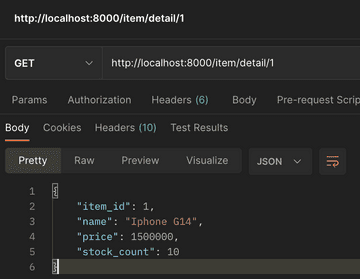 http://localhost:8000/item/detail/1
GET http://localhost:8000/item/detail/1
Params Authorization Headers (6) Body Pre-request Scrip
Body Cookies Headers (10) Test Results
Pretty Raw Preview Visualize JSON
1 {
2 "item_id": 1,
3 "name": "Iphone G14",
4 "price": 1500000,
5 "stock_count": 10
6 }